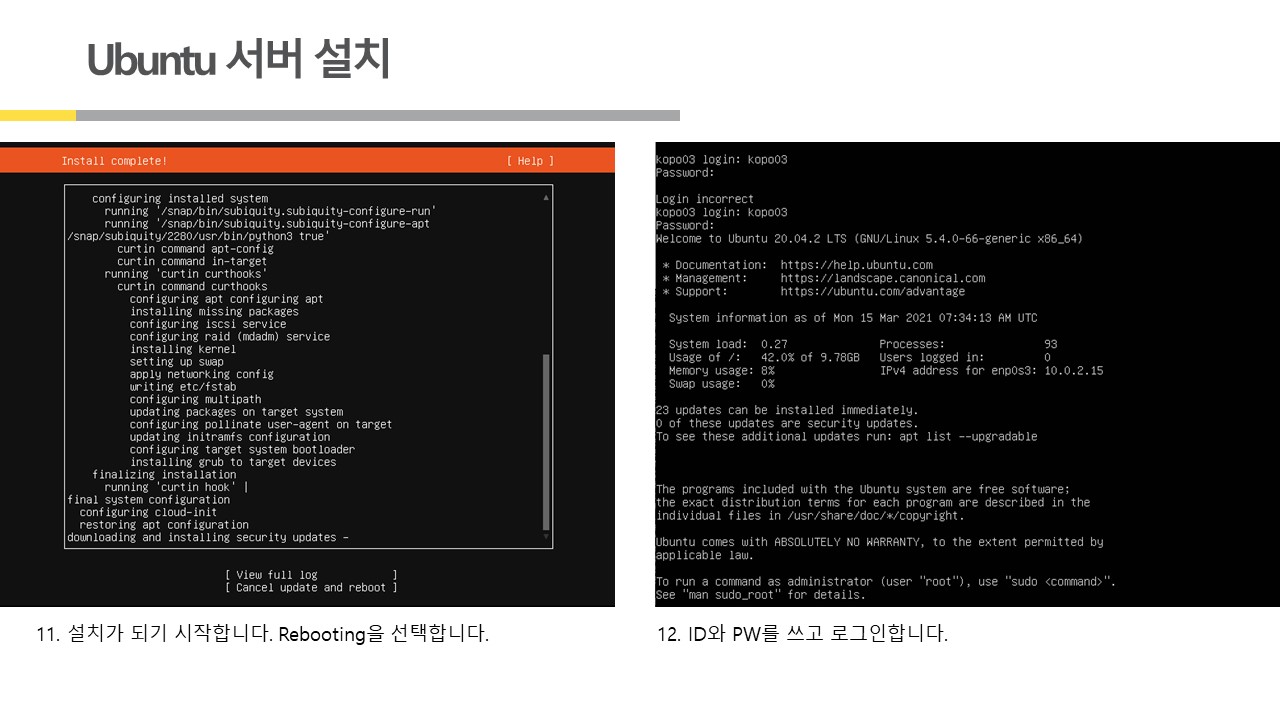 Ubuntu 서버 설치
Install complete! [ Help ]
configuring installed system
running '/snap/bin/subiquity.subiquity-configure-run'
running '/snap/bin/subiquity.subiquity-configure-apt
/snap/subiquity/2280/usr/bin/python3 true'
curtin command apt-config
curtin command in-target
running 'curtin curthooks'
curtin command curthooks
configuring apt configuring apt
installing missing packages
configuring iscsi service
configuring raid (mdadm) service
installing kernel
setting up swap
apply networking config
writing etc/fstab
configuring multipath
updating packages on target system
configuring pollinate user-agent on target
updating initramfs configuration
configuring target system bootloader
installing grub to target devices
finalizing installation
running 'curtin hook' |
final system configuration
configuring cloud-init
restoring apt configuration
downloading and installing security updates -
[ View full log ]
[ Cancel update and reboot ]
11. 설치가 되기 시작합니다. Rebooting을 선택합니다.
kopo03 login: kopo03
Password:
Login incorrect
kopo03 login: kopo03
Password:
Welcome to Ubuntu 20.04.2 LTS (GNU/Linux 5.4.0-66-generic x86_64)
* Documentation: https://help.ubuntu.com
* Management: https://landscape.canonical.com
* Support: https://ubuntu.com/advantage
System information as of Mon 15 Mar 2021 07:34:13 AM UTC
System load: 0.27 Processes: 93
Usage of /: 42.0% of 9.78GB Users logged in: 0
Memory usage: 8% IPv4 address for enp0s3: 10.0.2.15
Swap usage: 0%
23 updates can be installed immediately.
0 of these updates are security updates.
To see these additional updates run: apt list --upgradable
The programs included with the Ubuntu system are free software;
the exact distribution terms for each program are described in the
individual files in /usr/share/doc/*/copyright.
Ubuntu comes with ABSOLUTELY NO WARRANTY, to the extent permitted by
applicable law.
To run a command as administrator (user "root"), use "sudo <command>".
See "man sudo_root" for details.
12. ID와 PW를 쓰고 로그인합니다.